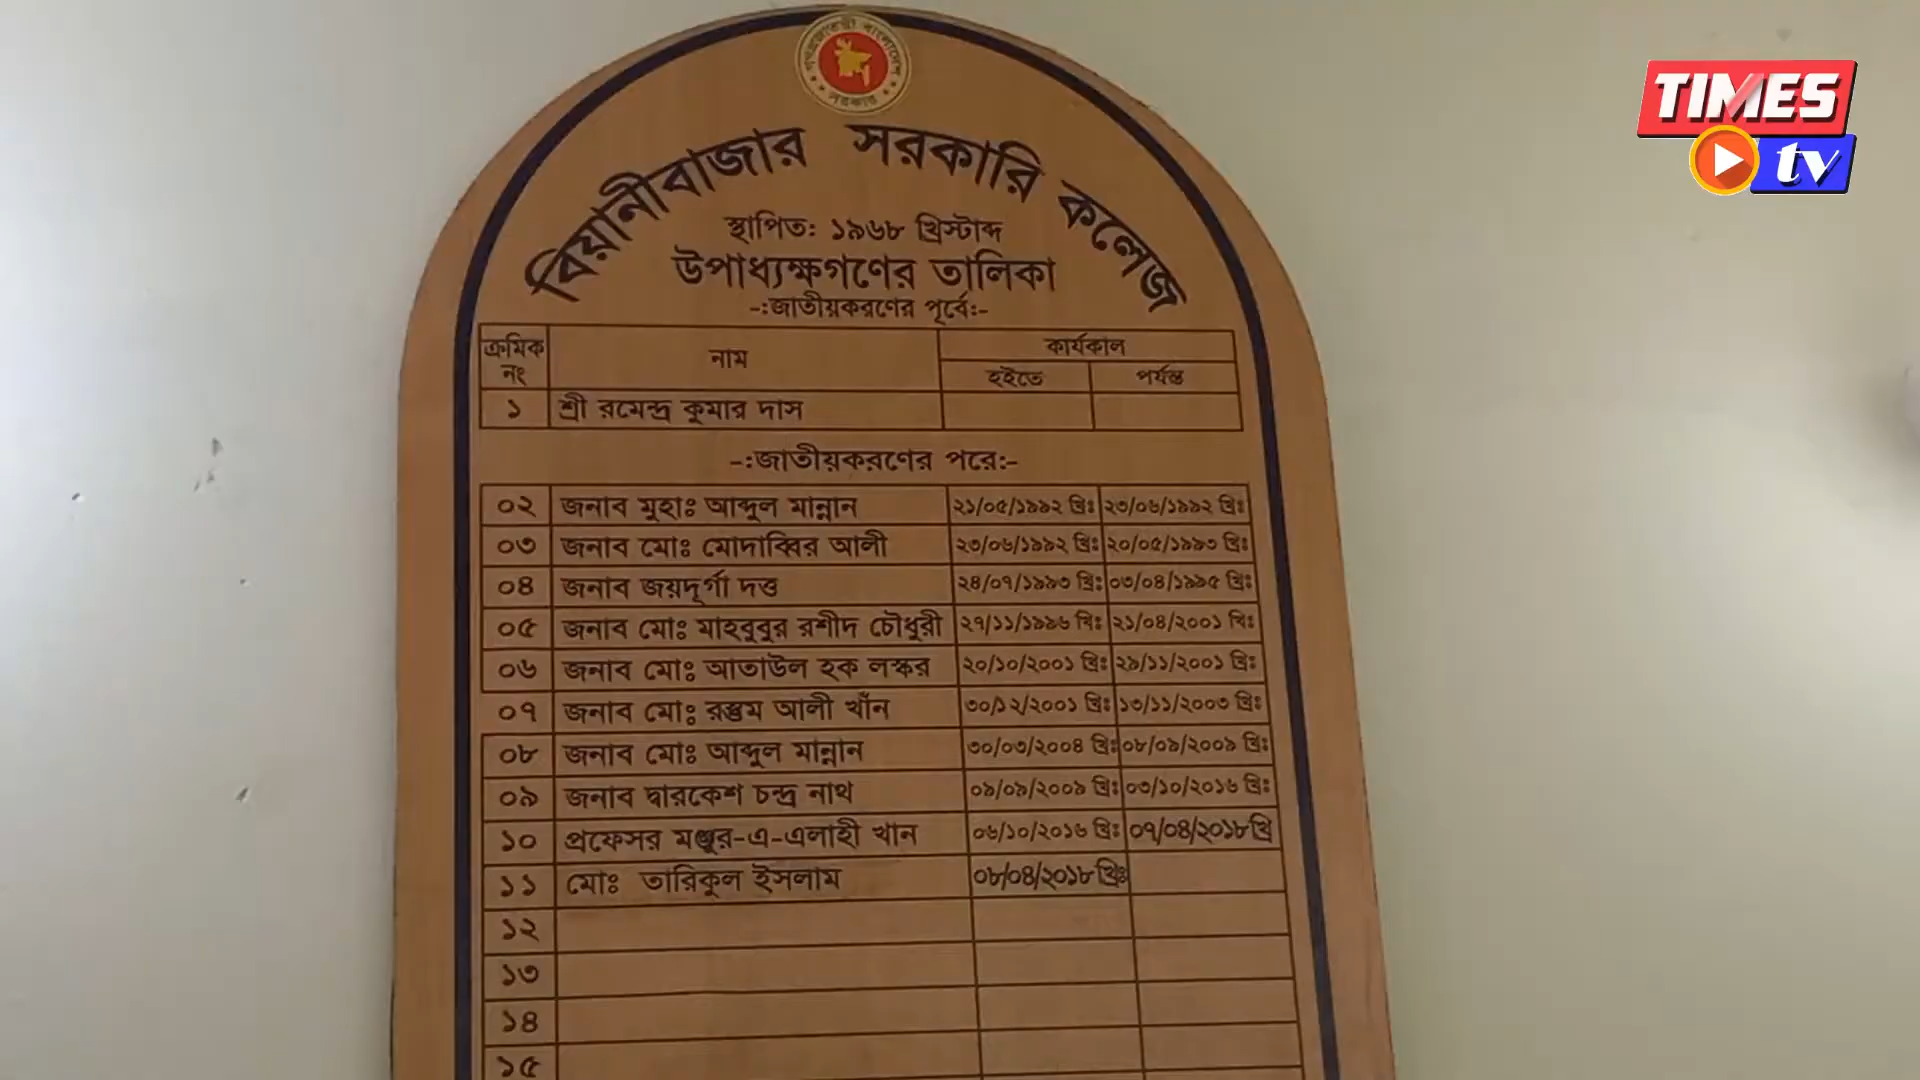 গণপ্রজাতন্ত্রী বাংলাদেশ
সরকার
TIMES
tv
বিয়ানীবাজার সরকারি কলেজ
স্থাপিত: ১৯৬৮ খ্রিস্টাব্দ
উপাধ্যক্ষগণের তালিকা
-:জাতীয়করণের পূর্বে:-
ক্রমিক নং নাম কার্যকাল
হইতে পর্যন্ত
১ শ্রী রমেন্দ্র কুমার দাস
-:জাতীয়করণের পরে:-
০২ জনাব মুহাঃ আব্দুল মান্নান ২১/০৫/১৯৯২ খ্রিঃ ২৩/০৬/১৯৯২ খ্রিঃ
০৩ জনাব মোঃ মোদাব্বির আলী ২৩/০৬/১৯৯২ খ্রিঃ ২০/০৫/১৯৯৩ খ্রিঃ
০৪ জনাব জয়দূর্গা দত্ত ২৪/০৭/১৯৯৩ খ্রিঃ ০৩/০৪/১৯৯৫ খ্রিঃ
০৫ জনাব মোঃ মাহবুবুর রশীদ চৌধুরী ২৭/১১/১৯৯৬ খ্রিঃ ২১/০৪/২০০১ খ্রিঃ
০৬ জনাব মোঃ আতাউল হক লস্কর ২০/১০/২০০১ খ্রিঃ ২৯/১১/২০০১ খ্রিঃ
০৭ জনাব মোঃ রস্তুম আলী খাঁন ৩০/১২/২০০১ খ্রিঃ ১৩/১১/২০০৩ খ্রিঃ
০৮ জনাব মোঃ আব্দুল মান্নান ৩০/০৩/২০০৪ খ্রিঃ ০৮/০৯/২০০৯ খ্রিঃ
০৯ জনাব দ্বারকেশ চন্দ্র নাথ ০৯/০৯/২০০৯ খ্রিঃ ০৩/১০/২০১৬ খ্রিঃ
১০ প্রফেসর মঞ্জুর-এ-এলাহী খান ০৬/১০/২০১৬ খ্রিঃ ০৭/০৪/২০১৮খ্রি
১১ মোঃ তারিকুল ইসলাম ০৮/০৪/২০১৮খ্রিঃ
১২
১৩
১৪
১৫